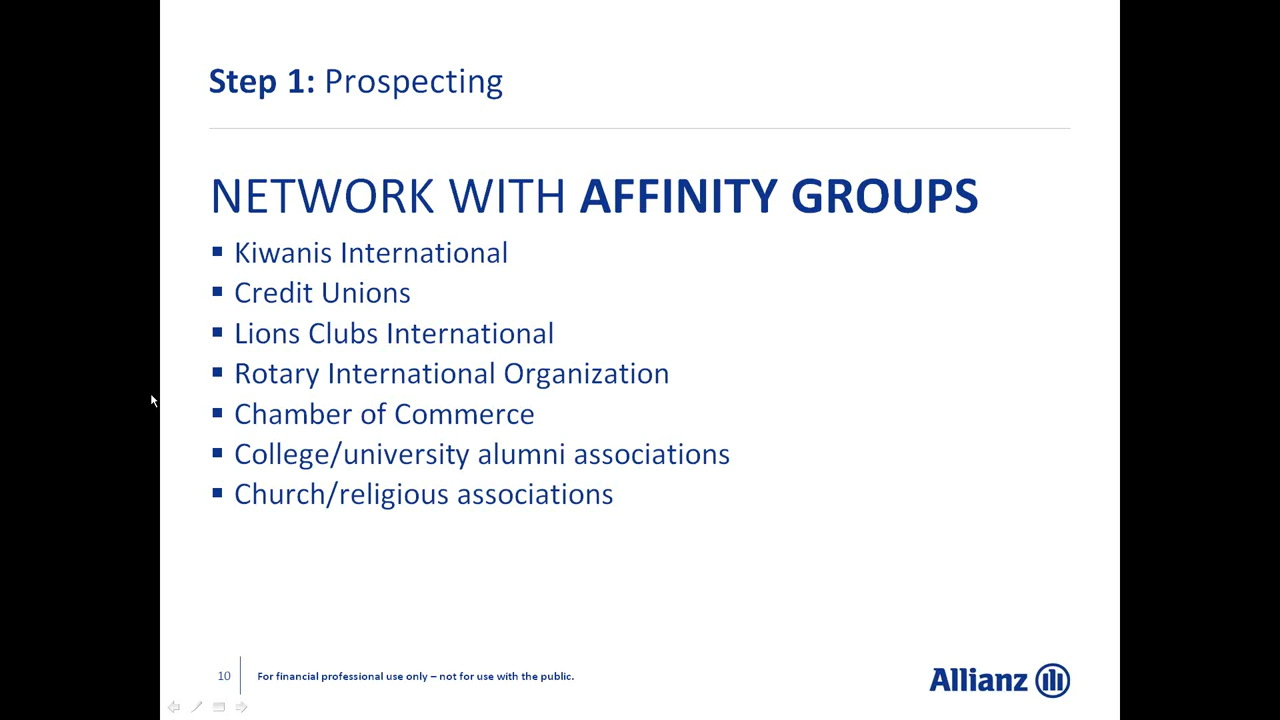 Step 1: Prospecting
NETWORK WITH AFFINITY GROUPS
▪ Kiwanis International
▪ Credit Unions
▪ Lions Clubs International
▪ Rotary International Organization
▪ Chamber of Commerce
▪ College/university alumni associations
▪ Church/religious associations
10
For financial professional use only – not for use with the public.
Allianz